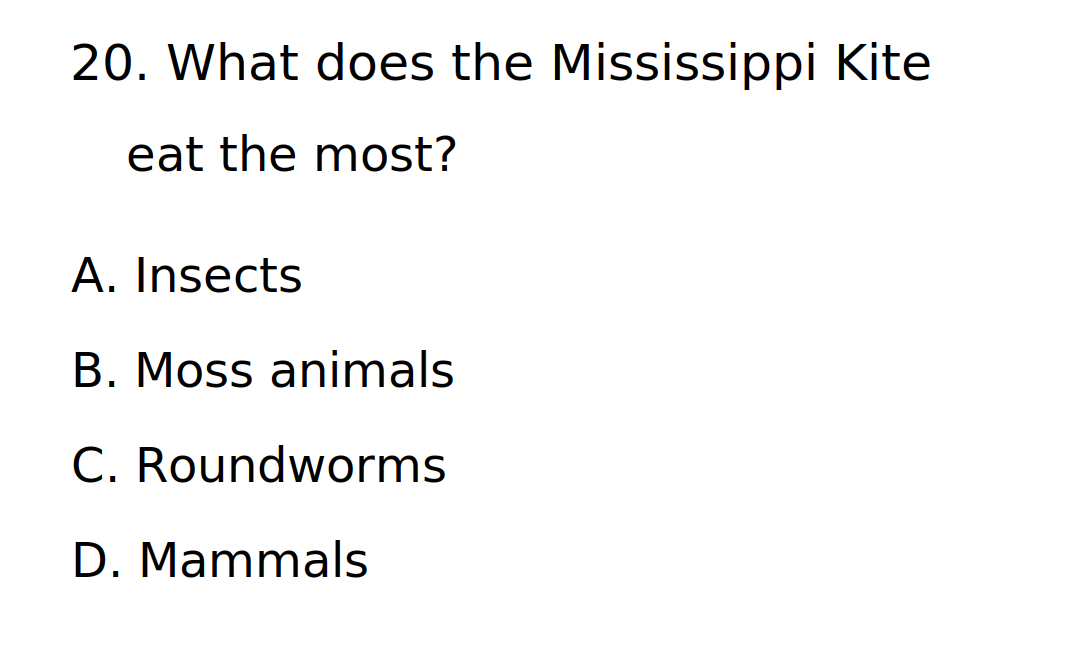 20. What does the Mississippi Kite
eat the most?
A. Insects
B. Moss animals
C. Roundworms
D. Mammals